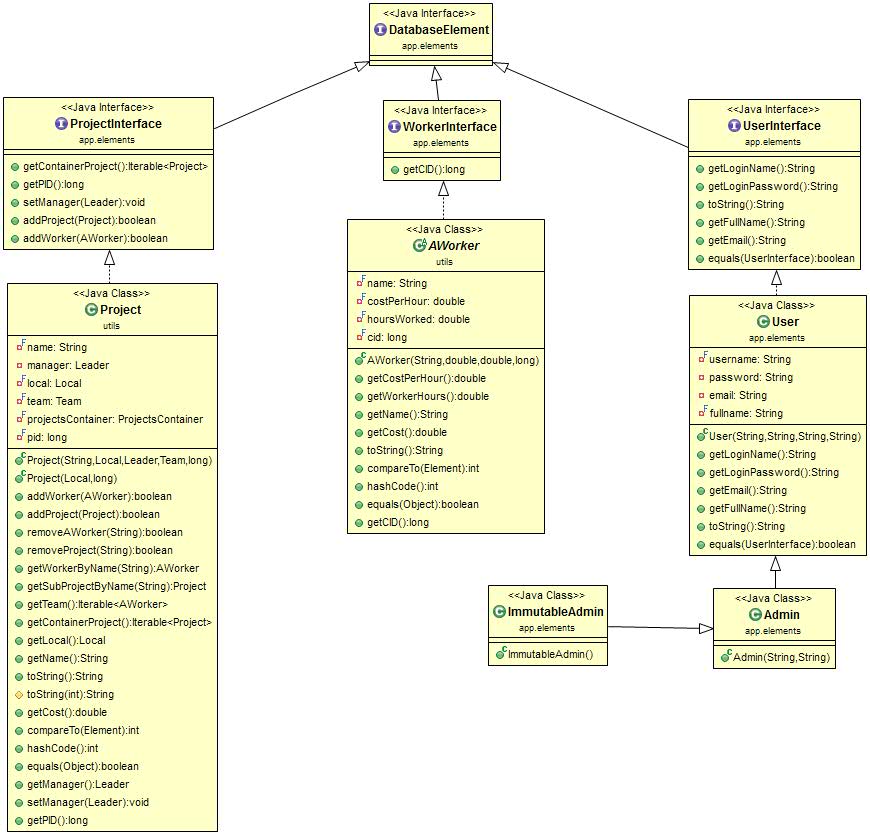 <<Java Interface>>
DatabaseElement
app.elements
<<Java Interface>>
ProjectInterface
app.elements
getContainerProject():Iterable<Project>
getPID():long
setManager(Leader):void
addProject(Project):boolean
addWorker(AWorker):boolean
<<Java Interface>>
WorkerInterface
app.elements
getCID():long
<<Java Interface>>
UserInterface
app.elements
getLoginName():String
getLoginPassword():String
toString():String
getFullName():String
getEmail():String
equals(UserInterface):boolean
<<Java Class>>
Project
utils
name: String
manager: Leader
local: Local
team: Team
projectsContainer: ProjectsContainer
pid: long
Project(String,Local,Leader,Team,long)
Project(Local,long)
addWorker(AWorker):boolean
addProject(Project):boolean
removeAWorker(String):boolean
removeProject(String):boolean
getWorkerByName(String):AWorker
getSubProjectByName(String):Project
getTeam():Iterable<AWorker>
getContainerProject():Iterable<Project>
getLocal():Local
getName():String
toString():String
toString(int):String
getCost():double
compareTo(Element):int
hashCode():int
equals(Object):boolean
getManager():Leader
setManager(Leader):void
getPID():long
<<Java Class>>
AWorker
utils
name: String
costPerHour: double
hoursWorked: double
cid: long
AWorker(String,double,double,long)
getCostPerHour():double
getWorkerHours():double
getName():String
getCost():double
toString():String
compareTo(Element):int
hashCode():int
equals(Object):boolean
getCID():long
<<Java Class>>
User
app.elements
username: String
password: String
email: String
fullname: String
User(String,String,String,String)
getLoginName():String
getLoginPassword():String
getEmail():String
getFullName():String
toString():String
equals(UserInterface):boolean
<<Java Class>>
ImmutableAdmin
app.elements
ImmutableAdmin()
<<Java Class>>
Admin
app.elements
Admin(String,String)